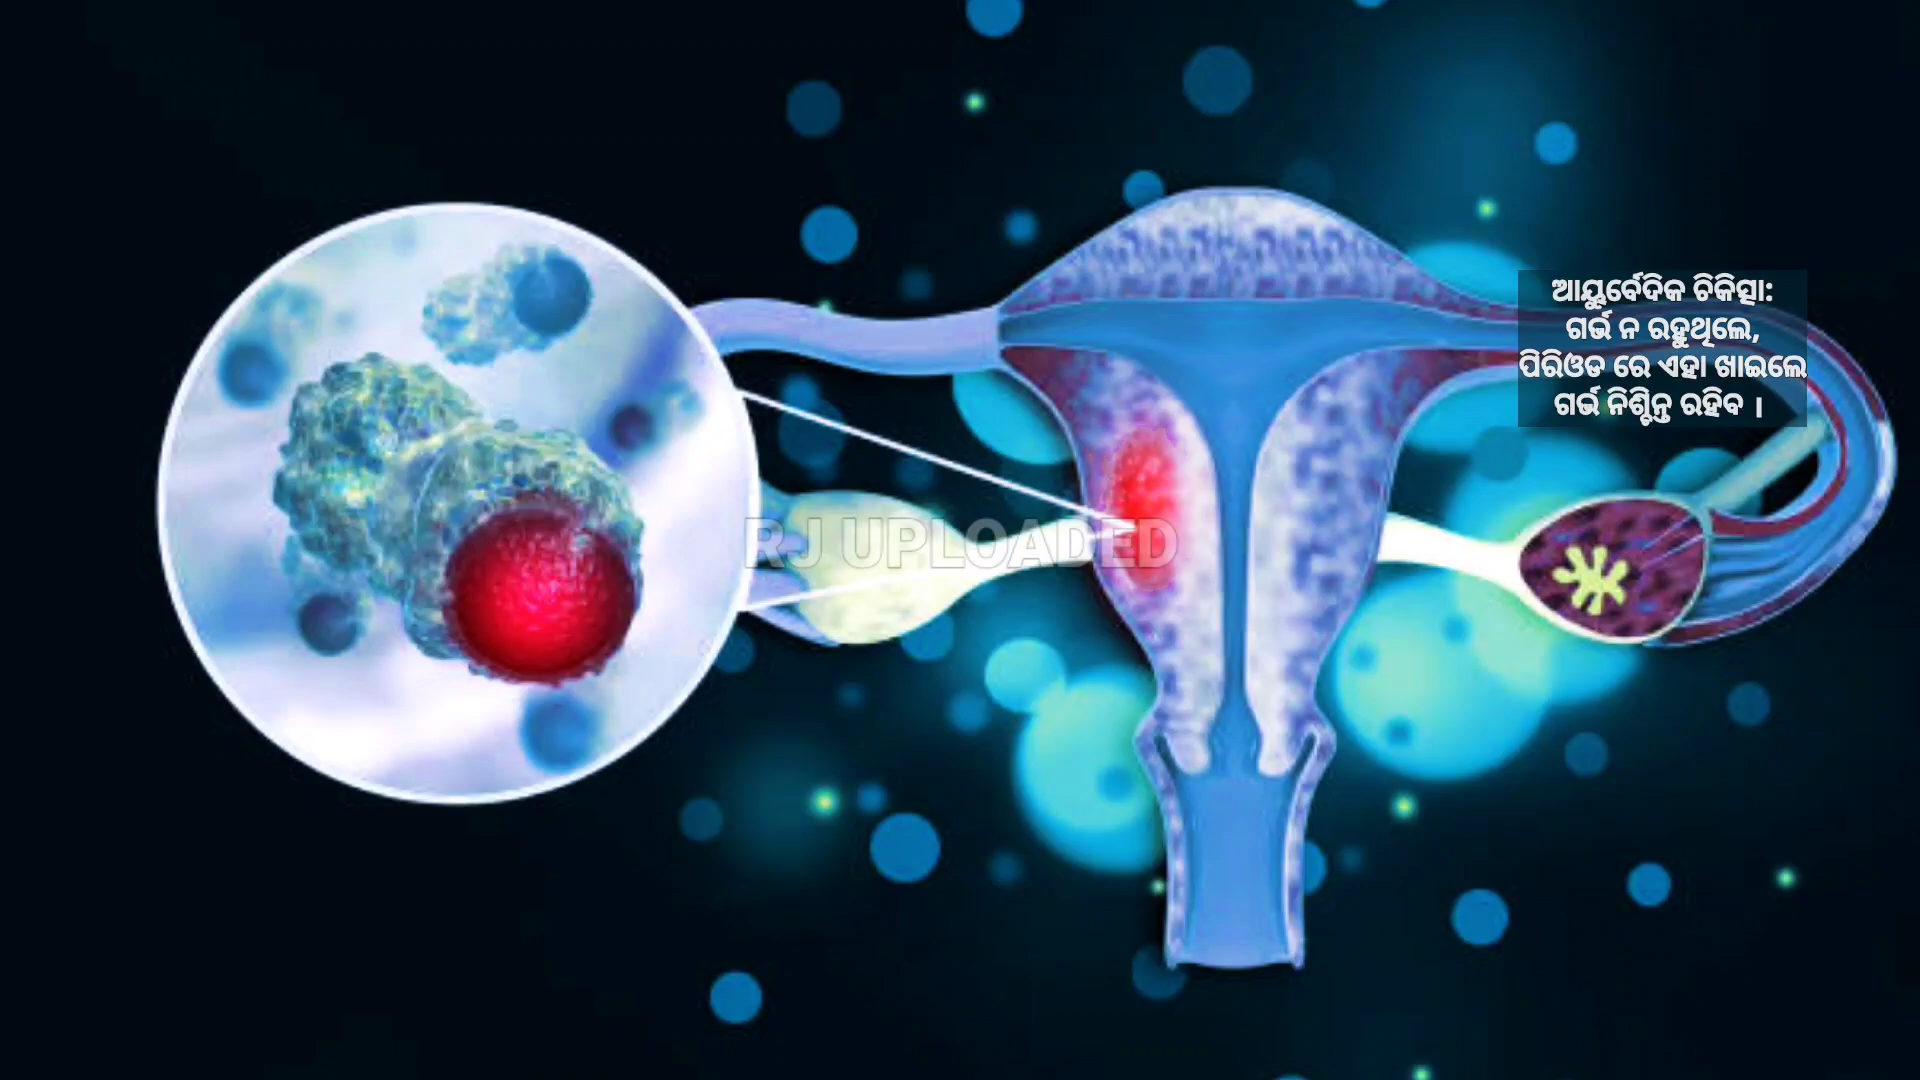 ଆୟୁର୍ବେଦିକ ଚିକିତ୍ସା:
ଗର୍ଭ ନ ରହୁଥିଲେ,
ପିରିଓଡ ରେ ଏହା ଖାଇଲେ
ଗର୍ଭ ନିଶ୍ଚିନ୍ତ ରହିବ ।
RJ UPLOADED